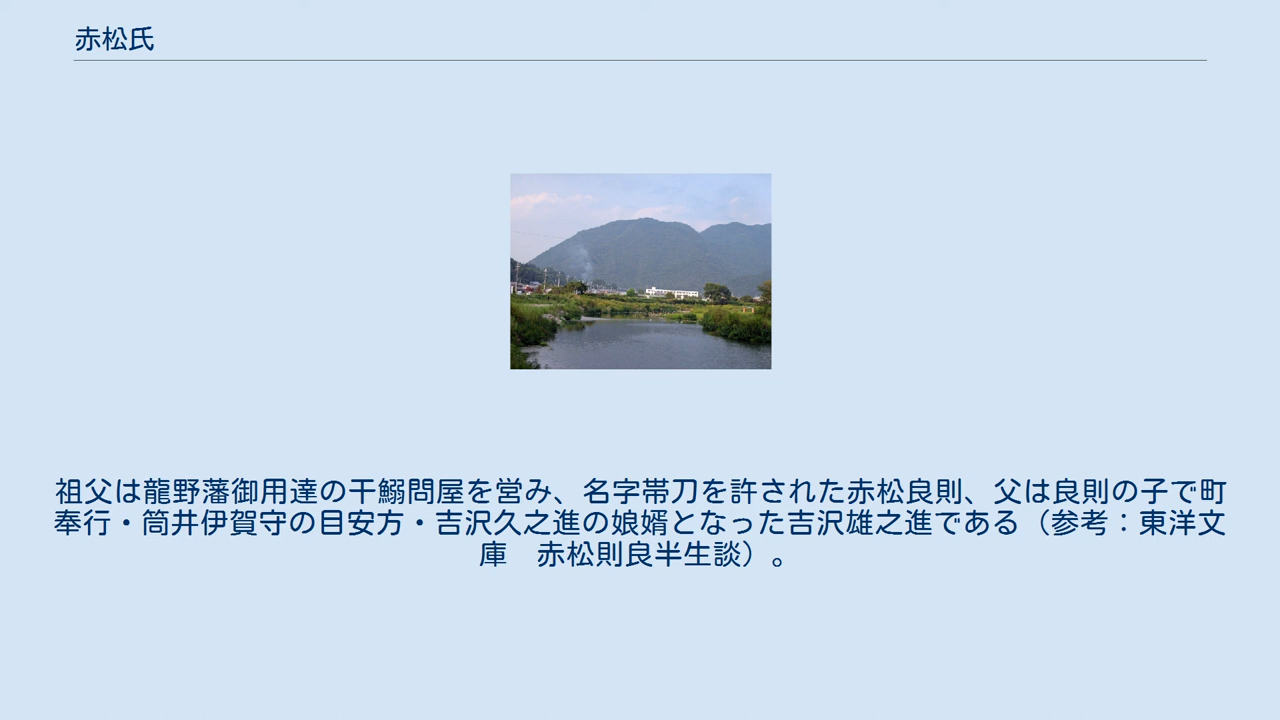 赤松氏
祖父は龍野藩御用達の干鰯問屋を営み、名字帯刀を許された赤松良則、父は良則の子で町
奉行・筒井伊賀守の目安方・吉沢久之進の娘婿となった吉沢雄之進である（参考：東洋文
庫　赤松則良半生談）。